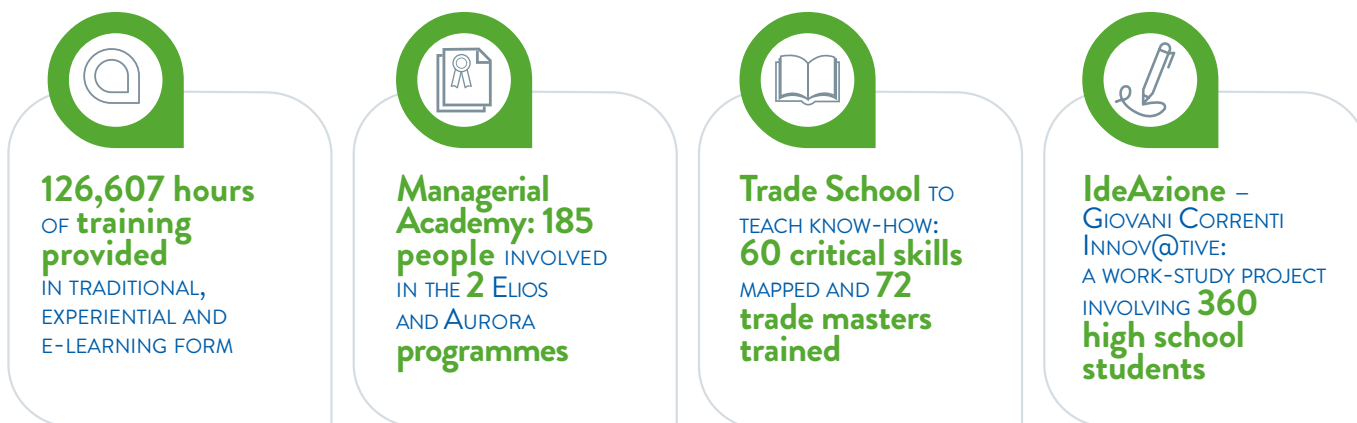 126,607 hours
OF training
provided
IN TRADITIONAL,
EXPERIENTIAL AND
E-LEARNING FORM
Managerial
Academy: 185
people INVOLVED
IN THE 2 ELIOS
AND AURORA
programmes
Trade School TO
TEACH KNOW-HOW:
60 critical skills
MAPPED AND 72
trade masters
trained
IdeAzione –
GIOVANI CORRENTI
INNOV@TIVE:
A WORK-STUDY PROJECT
INVOLVING 360
high school
students